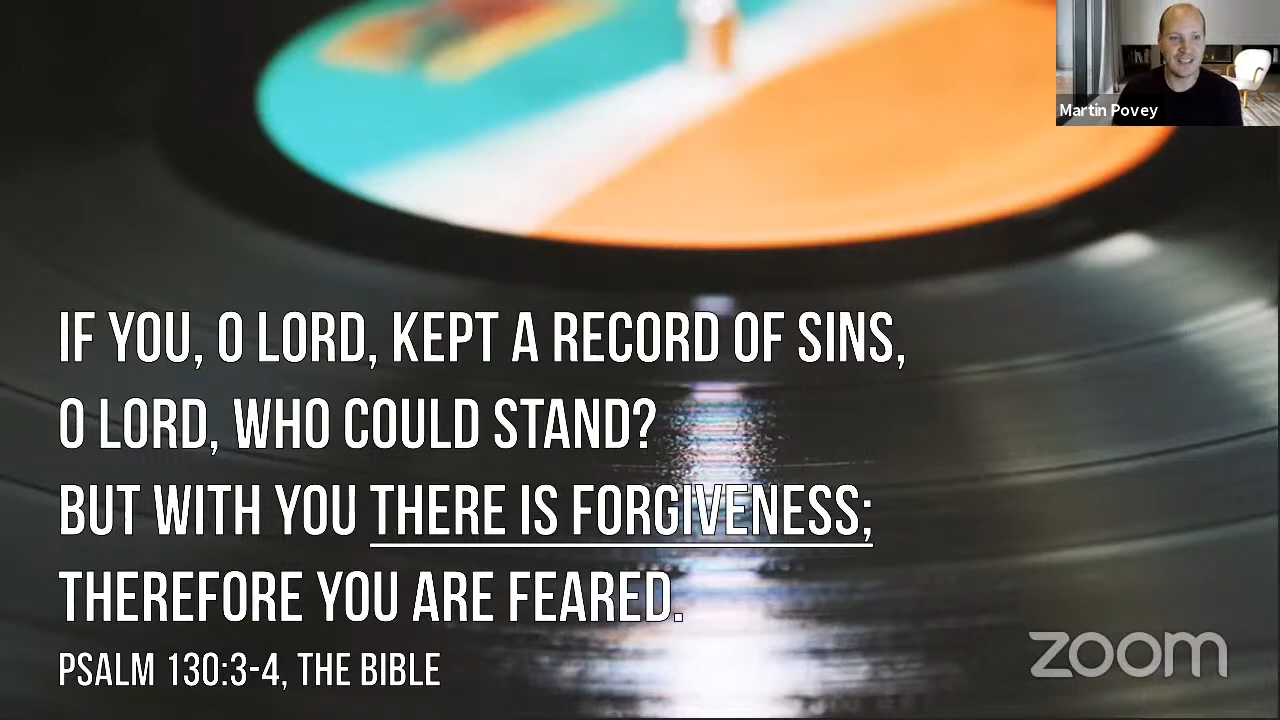 Martin Povey
IF YOU, O LORD, KEPT A RECORD OF SINS,
O LORD, WHO COULD STAND?
BUT WITH YOU THERE IS FORGIVENESS;
THEREFORE YOU ARE FEARED.
PSALM 130:3-4, THE BIBLE
zoom